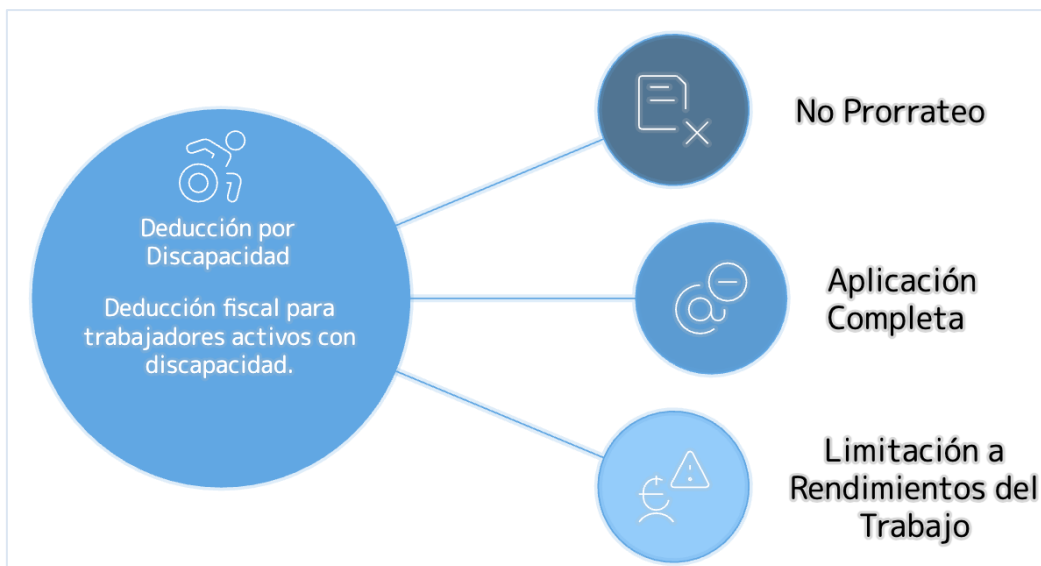 Deducción por
Discapacidad
Deducción fiscal para
trabajadores activos con
discapacidad.
No Prorrateo
Aplicación
Completa
Limitación a
Rendimientos del
Trabajo